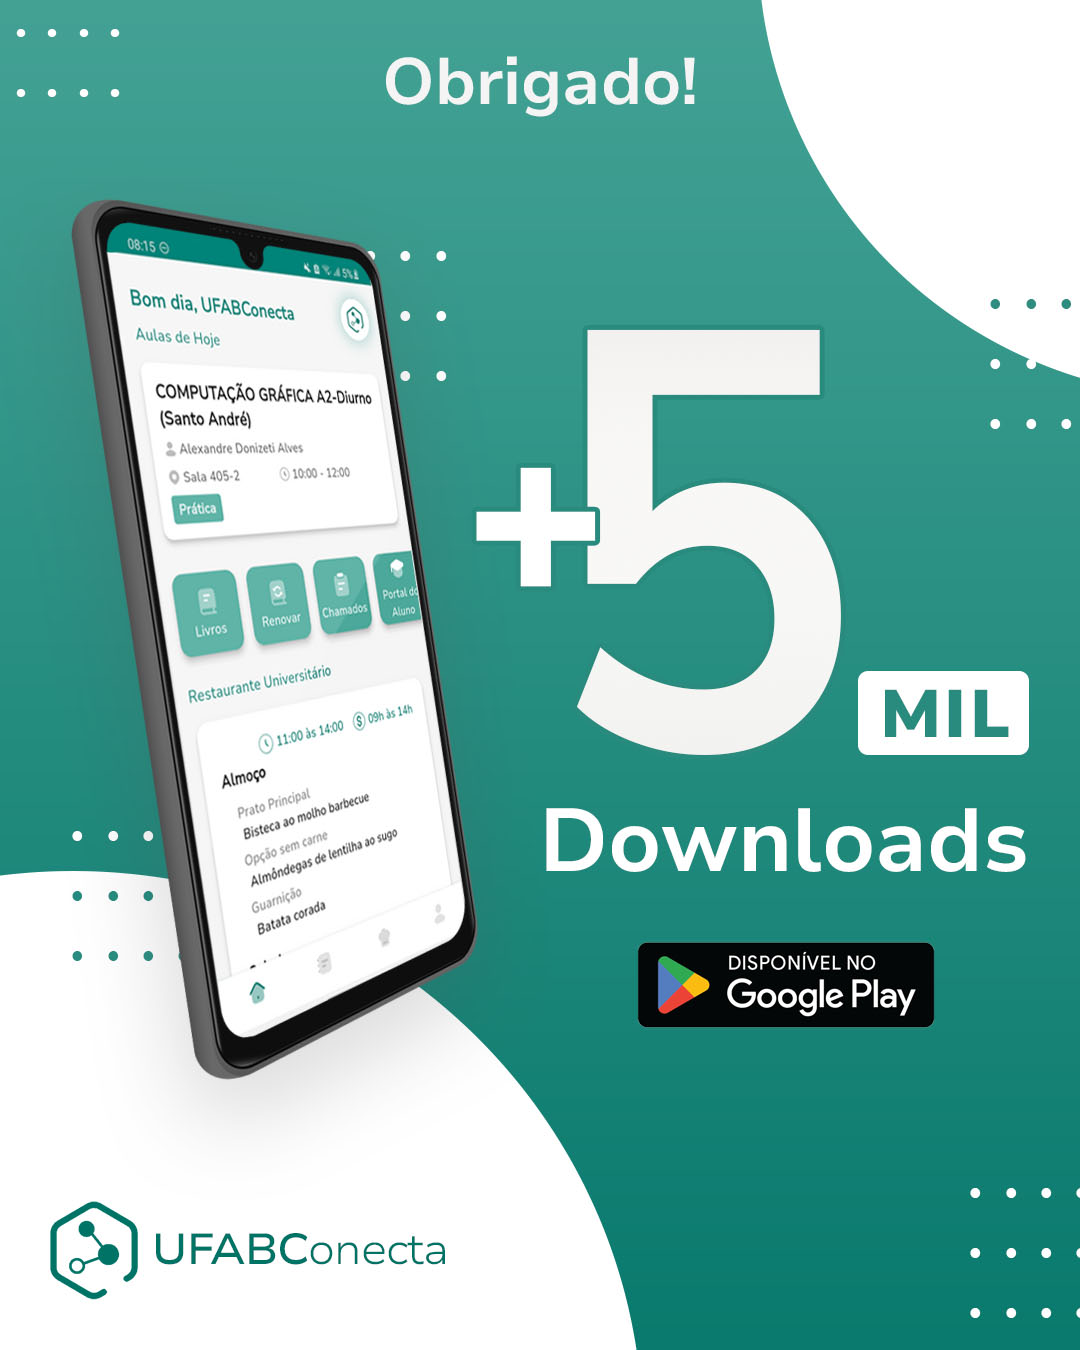 Obrigado!
08:15
5%
Bom dia, UFABConecta
Aulas de Hoje
COMPUTAÇÃO GRÁFICA A2-Diurno
(Santo André)
Alexandre Donizeti Alves
Sala 405-2
10:00 - 12:00
Prática
Livros
Renovar
Chamados
Portal do
Aluno
Restaurante Universitário
11:00 às 14:00
$ 09h às 14h
Almoço
Prato Principal
Bisteca ao molho barbecue
Opção sem carne
Almôndegas de lentilha ao sugo
Guarnição
Batata corada
+5
MIL
Downloads
DISPONÍVEL NO
Google Play
UFABConecta